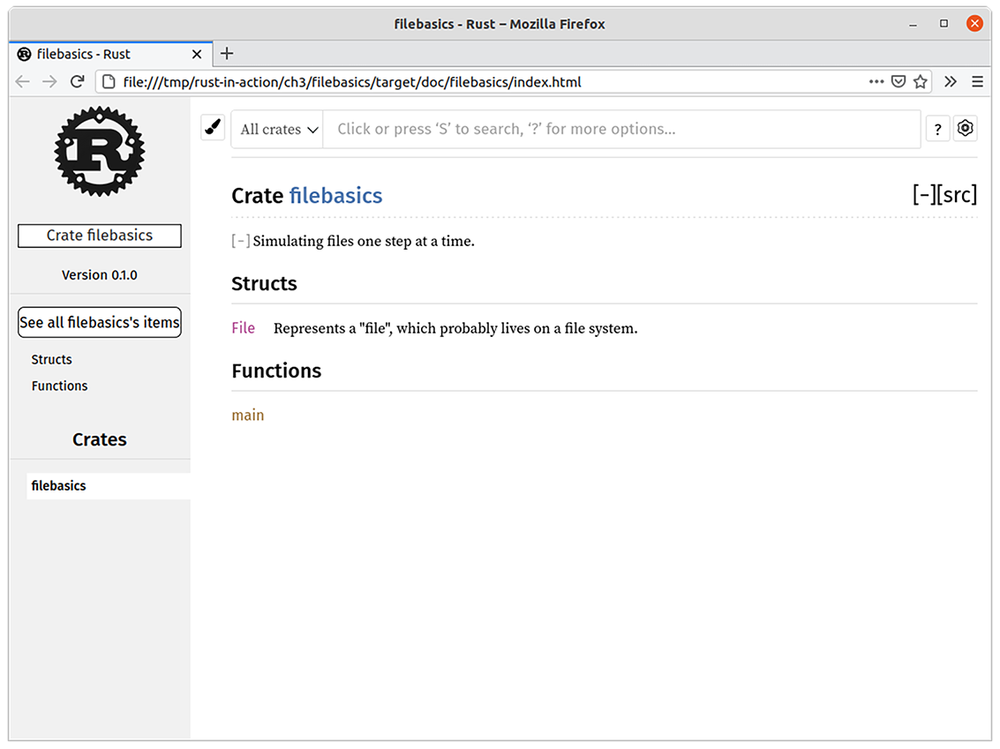 filebasics - Rust – Mozilla Firefox
filebasics - Rust
file:///tmp/rust-in-action/ch3/filebasics/target/doc/filebasics/index.html
R
Crate filebasics
Version 0.1.0
See all filebasics's items
Structs
Functions
Crates
filebasics
All crates
Click or press ‘S’ to search, ‘?’ for more options...
?
Crate filebasics
[-][src]
[-] Simulating files one step at a time.
Structs
File Represents a "file", which probably lives on a file system.
Functions
main